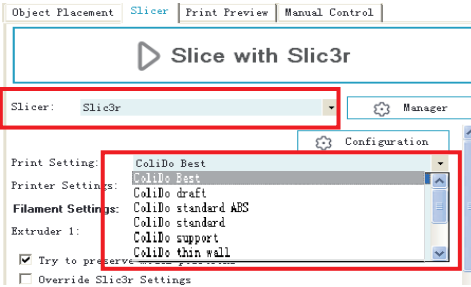 Object Placement Slicer Print Preview Manual Control
Slice with Slic3r
Slicer: Slic3r Manager
Configuration
Print Setting: ColiDo Best
ColiDo Best
Printer Settings: ColiDo draft
Filament Settings: ColiDo standard ABS
ColiDo standard
Extruder 1: ColiDo support
ColiDo thin wall
Try to preserve
Override Slic3r Settings